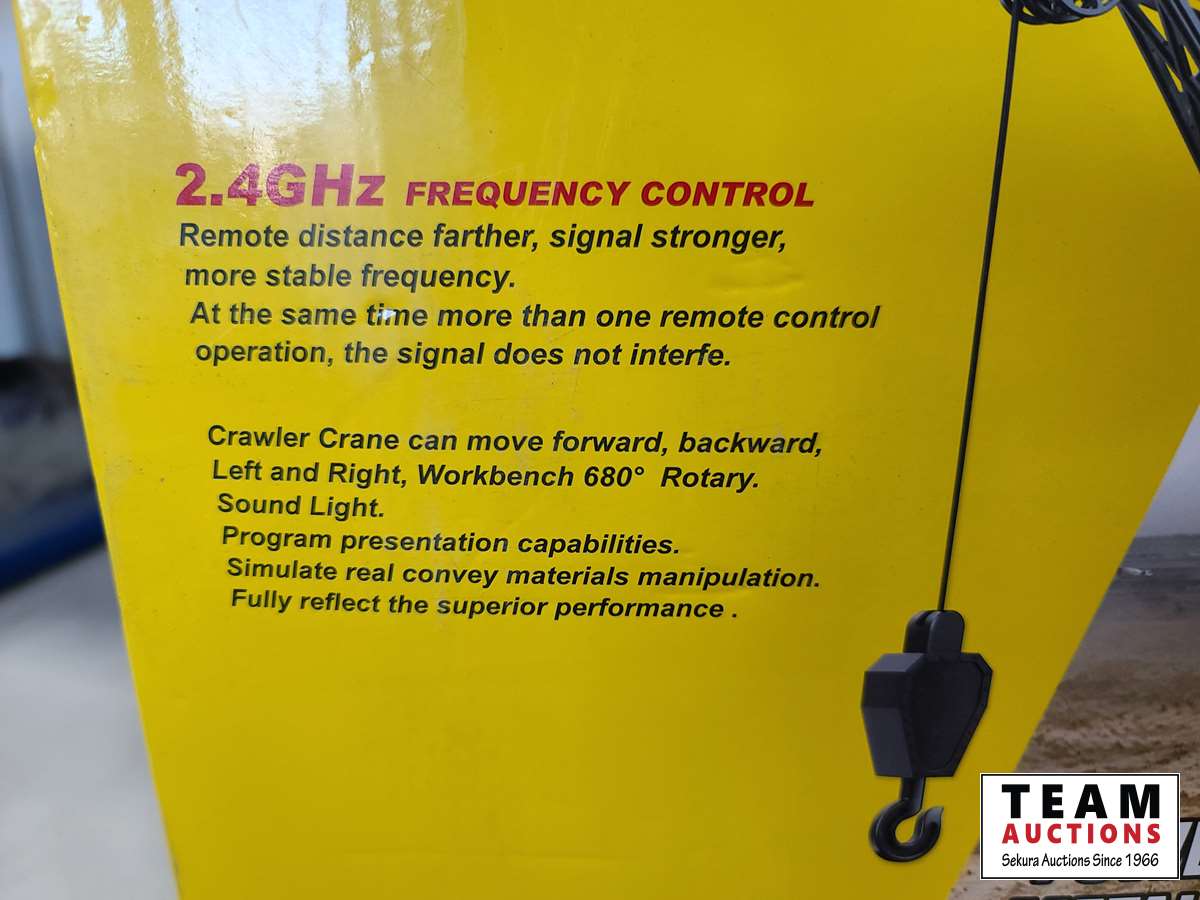 2.4GHz FREQUENCY CONTROL
Remote distance farther, signal stronger,
more stable frequency.
At the same time more than one remote control
operation, the signal does not interfe.
Crawler Crane can move forward, backward,
Left and Right, Workbench 680° Rotary.
Sound Light.
Program presentation capabilities.
Simulate real convey materials manipulation.
Fully reflect the superior performance .
TEAM
AUCTIONS
Sekura Auctions Since 1966